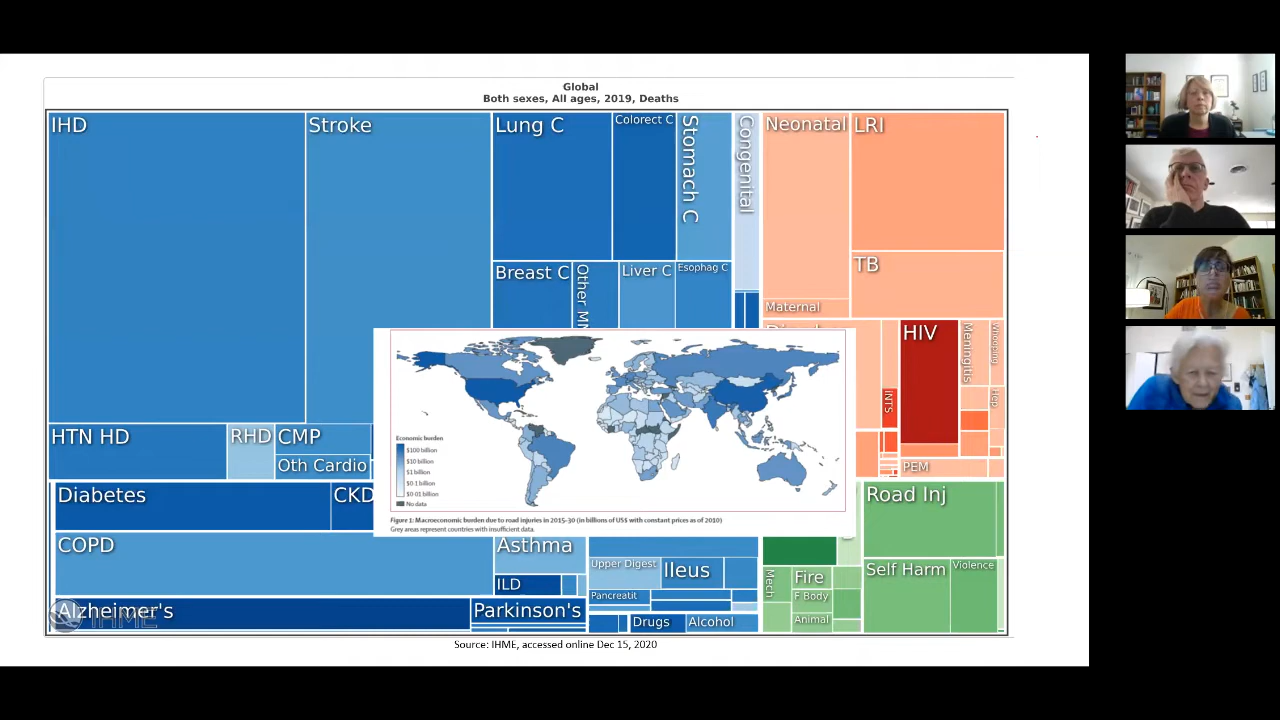 Global
Both sexes, All ages, 2019, Deaths
IHD
Stroke
Lung C
Colorect C
Stomach C
Congenital
Neonatal
LRI
Breast C
Other
Liver C
Esophag C
Maternal
TB
HIV
Meningitis
Whooping
iNTS
PEM
HTN HD
RHD
CMP
Oth Cardio
Diabetes
CKD
COPD
Asthma
ILD
Alzheimer's
Parkinson's
IHME
Upper Digest
Ileus
Pancreatit
Drugs
Alcohol
Road Inj
Self Harm
Violence
Mech
Fire
F Body
Animal
Economic burden
$100 billion
$10 billion
$1 billion
$0·1 billion
$0·01 billion
No data
Figure 1: Macroeconomic burden due to road injuries in 2015-30 (in billions of US$ with constant prices as of 2010)
Grey areas represent countries with insufficient data.
Source: IHME, accessed online Dec 15, 2020